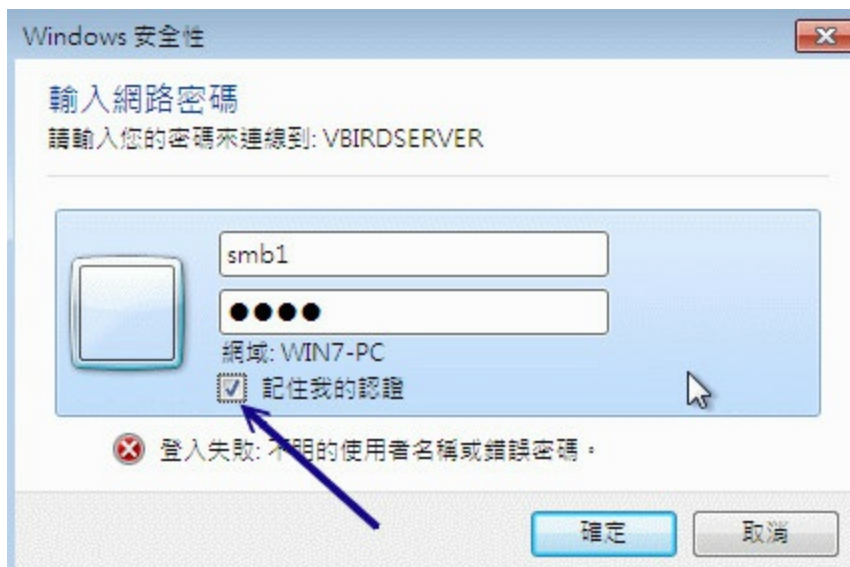 Windows 安全性
輸入網路密碼
請輸入您的密碼來連線到: VBIRDSERVER
smb1
●●●●
網域: WIN7-PC
記住我的認證
登入失敗: 不明的使用者名稱或錯誤密碼。
確定
取消